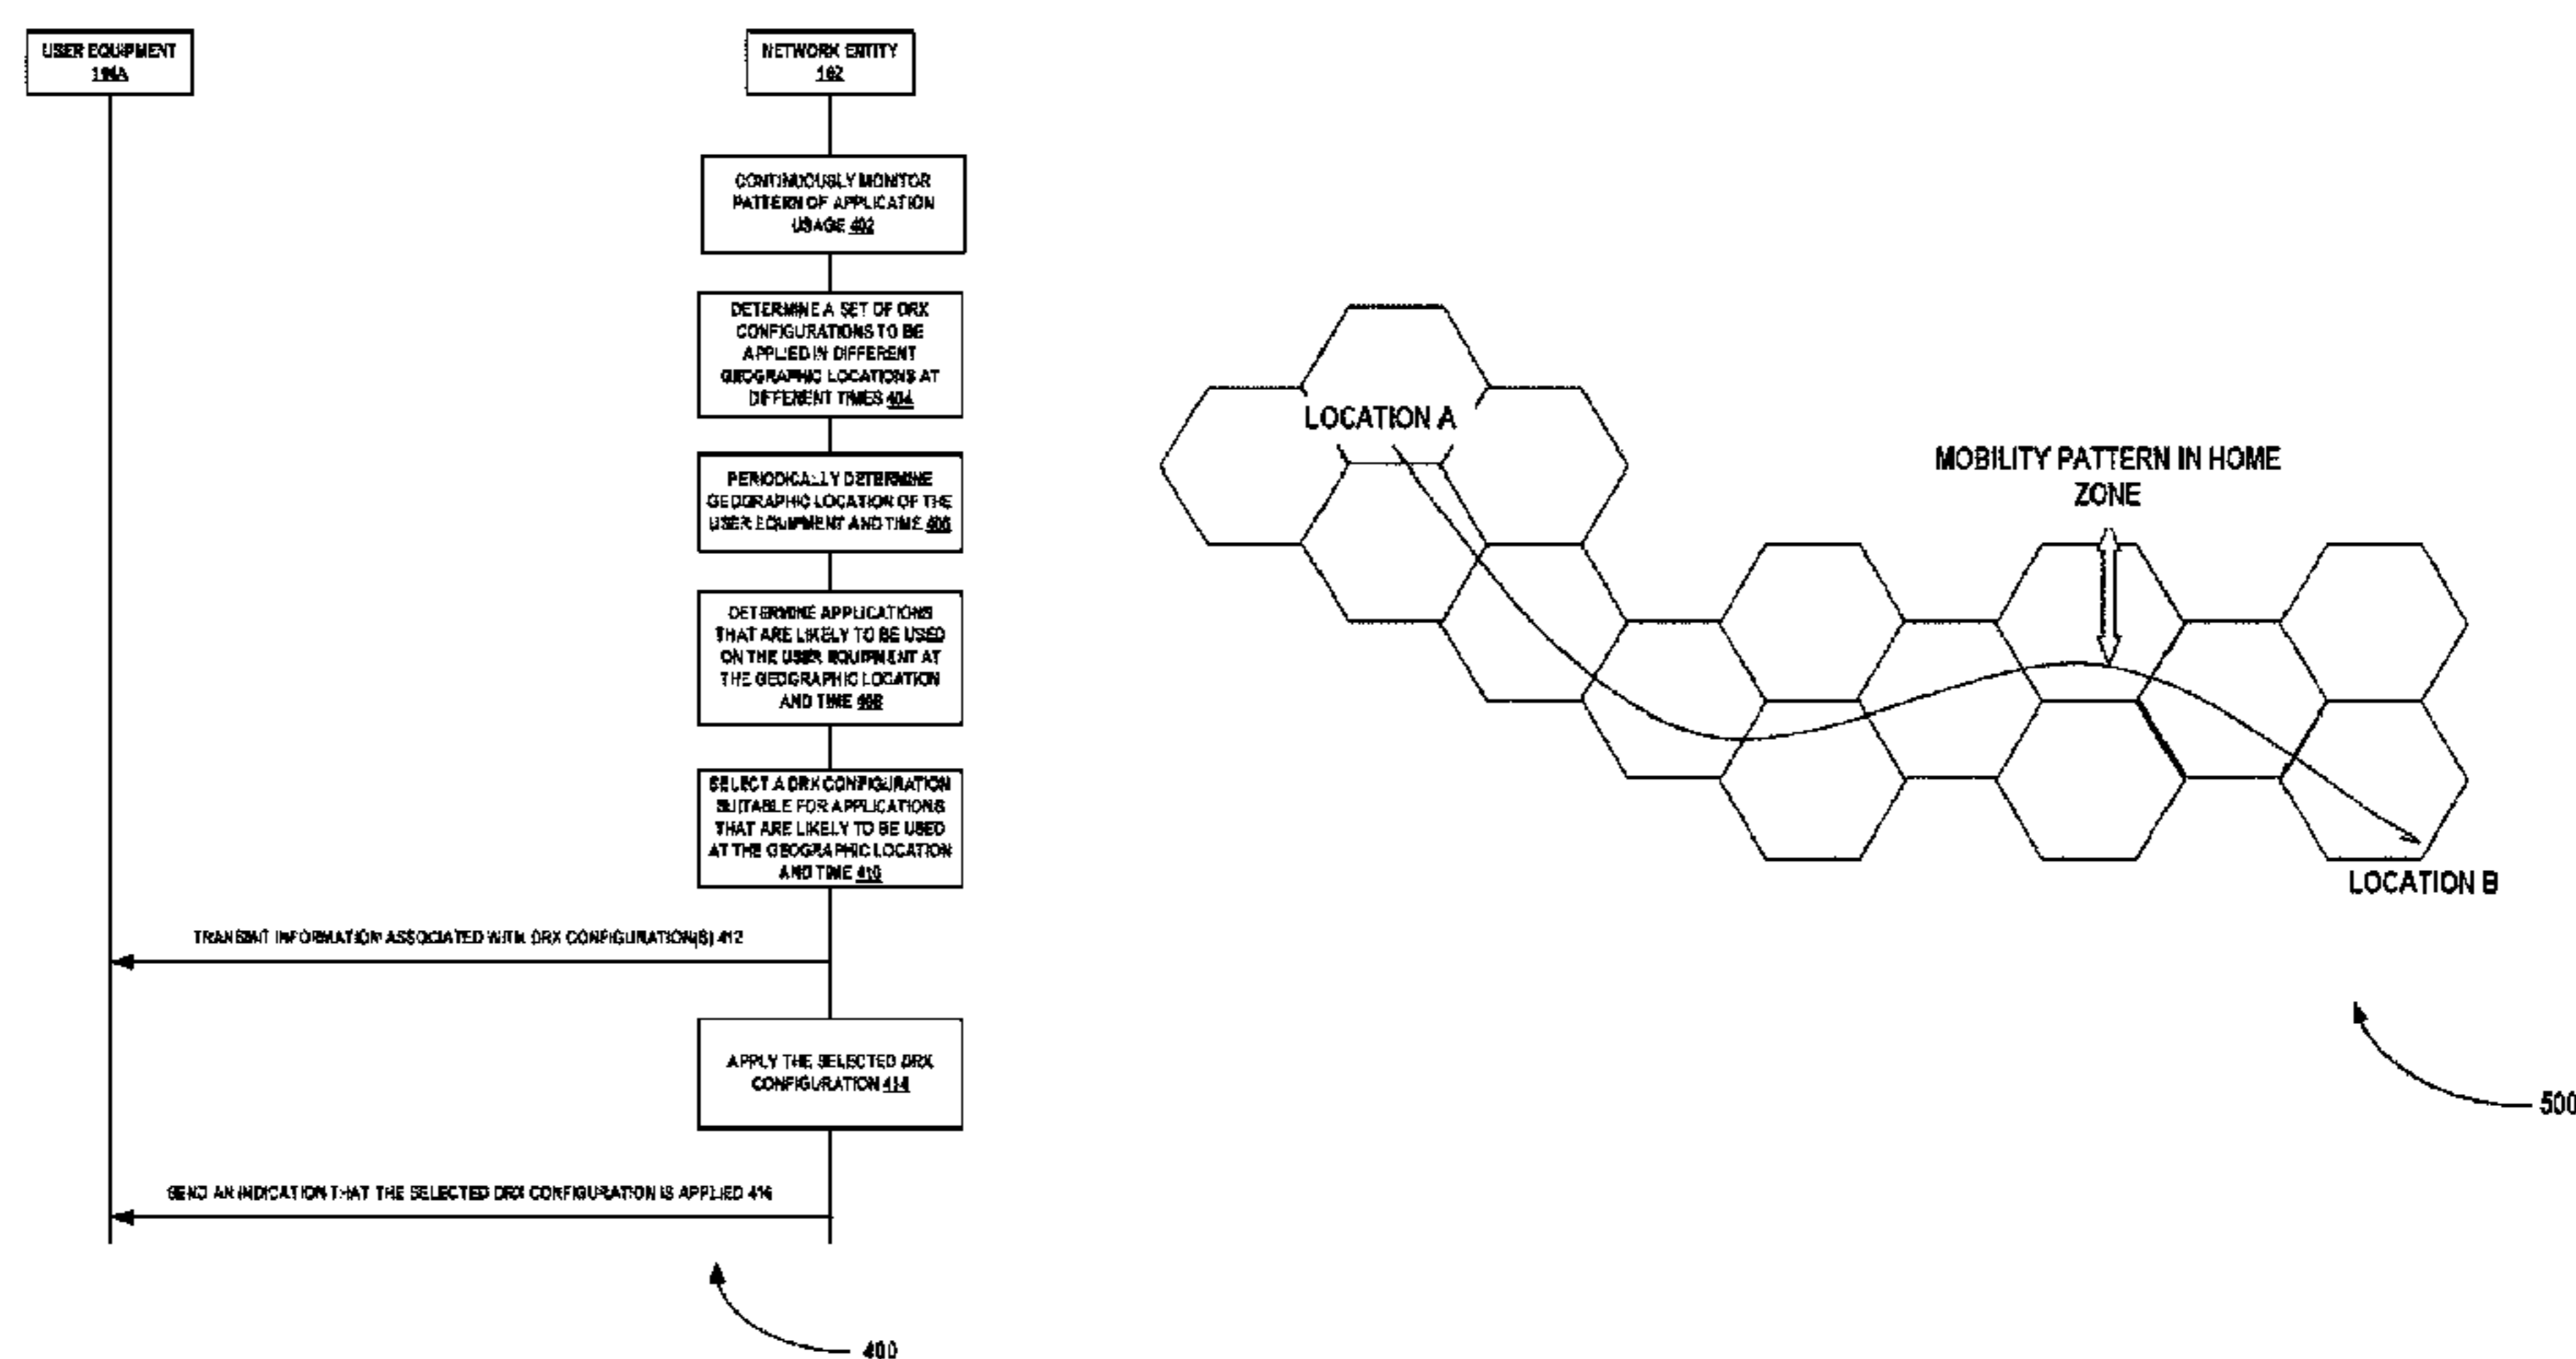 USER EQUIPMENT
104A
NETWORK ENTITY
102
CONTINUOUSLY MONITOR
PATTERN OF APPLICATION
USAGE 402
DETERMINE A SET OF DRX
CONFIGURATIONS TO BE
APPLIED IN DIFFERENT
GEOGRAPHIC LOCATIONS AT
DIFFERENT TIMES 404
PERIODICALLY DETERMINE
GEOGRAPHIC LOCATION OF THE
USER EQUIPMENT AND TIME 406
DETERMINE APPLICATIONS
THAT ARE LIKELY TO BE USED
ON THE USER EQUIPMENT AT
THE GEOGRAPHIC LOCATION
AND TIME 408
SELECT A DRX CONFIGURATION
SUITABLE FOR APPLICATIONS
THAT ARE LIKELY TO BE USED
AT THE GEOGRAPHIC LOCATION
AND TIME 410
TRANSMIT INFORMATION ASSOCIATED WITH DRX CONFIGURATION(S) 412
APPLY THE SELECTED DRX
CONFIGURATION 414
SEND AN INDICATION THAT THE SELECTED DRX CONFIGURATION IS APPLIED 416
400
LOCATION A
MOBILITY PATTERN IN HOME
ZONE
LOCATION B
500